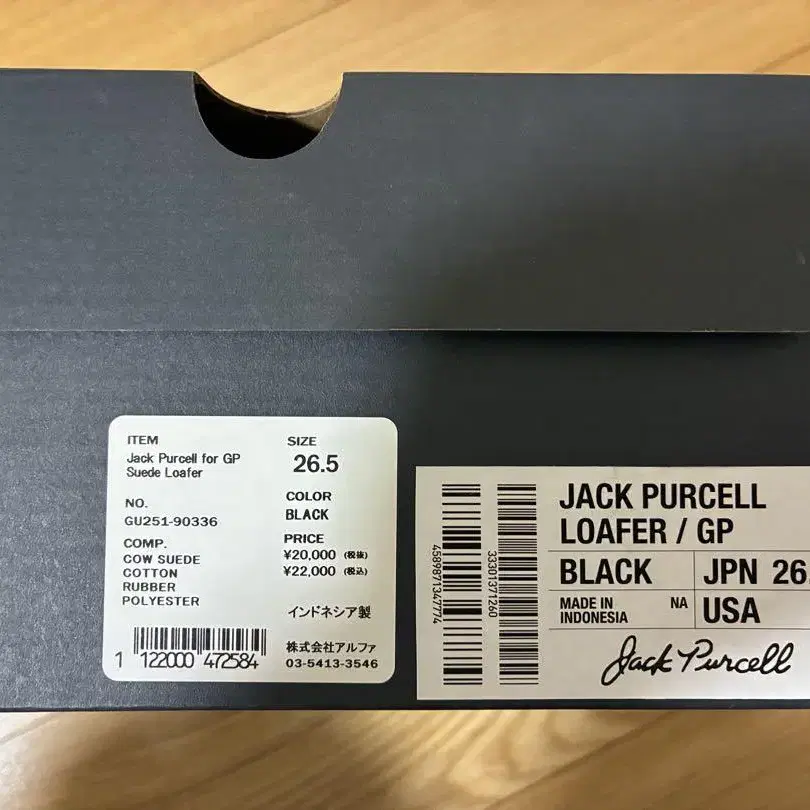 ITEM
Jack Purcell for GP
Suede Loafer
NO.
GU251-90336
COMP.
COW SUEDE
COTTON
RUBBER
POLYESTER
SIZE
26.5
COLOR
BLACK
PRICE
¥20,000 (税抜)
¥22,000 (税込)
インドネシア製
株式会社アルファ
03-5413-3546
1 122000 472584
4589871347774
33301371260
JACK PURCELL
LOAFER / GP
BLACK
JPN 26
MADE IN
INDONESIA
NA
USA
Jack Purcell